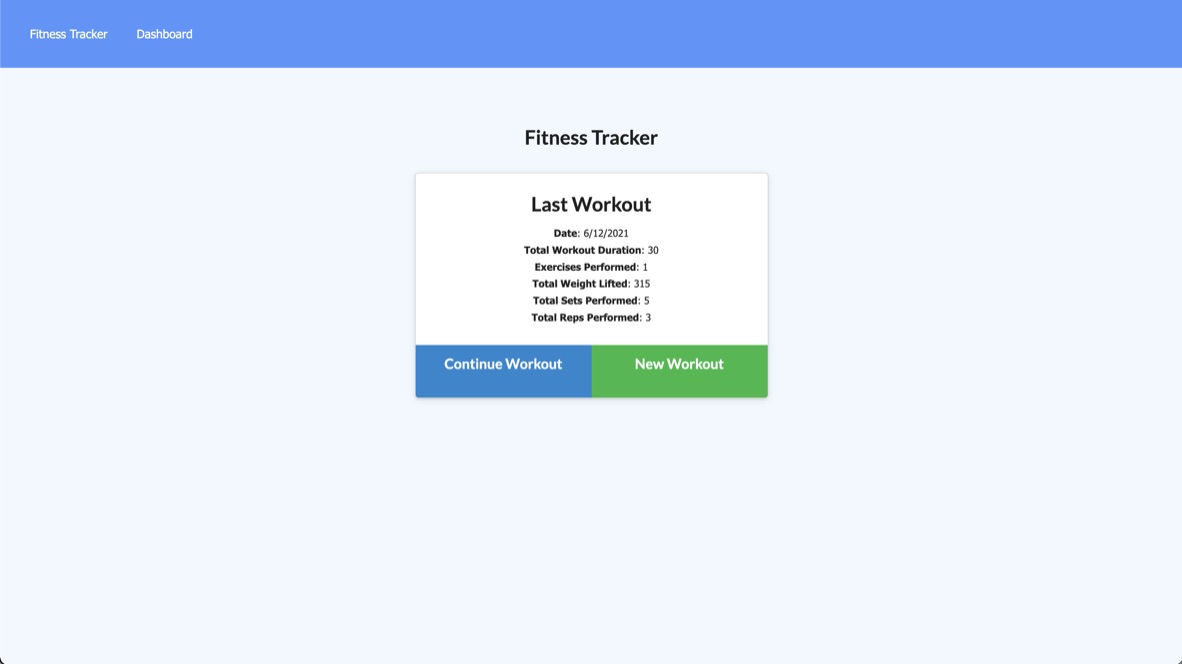 Fitness Tracker Dashboard
Fitness Tracker
Last Workout
Date: 6/12/2021
Total Workout Duration: 30
Exercises Performed: 1
Total Weight Lifted: 315
Total Sets Performed: 5
Total Reps Performed: 3
Continue Workout New Workout